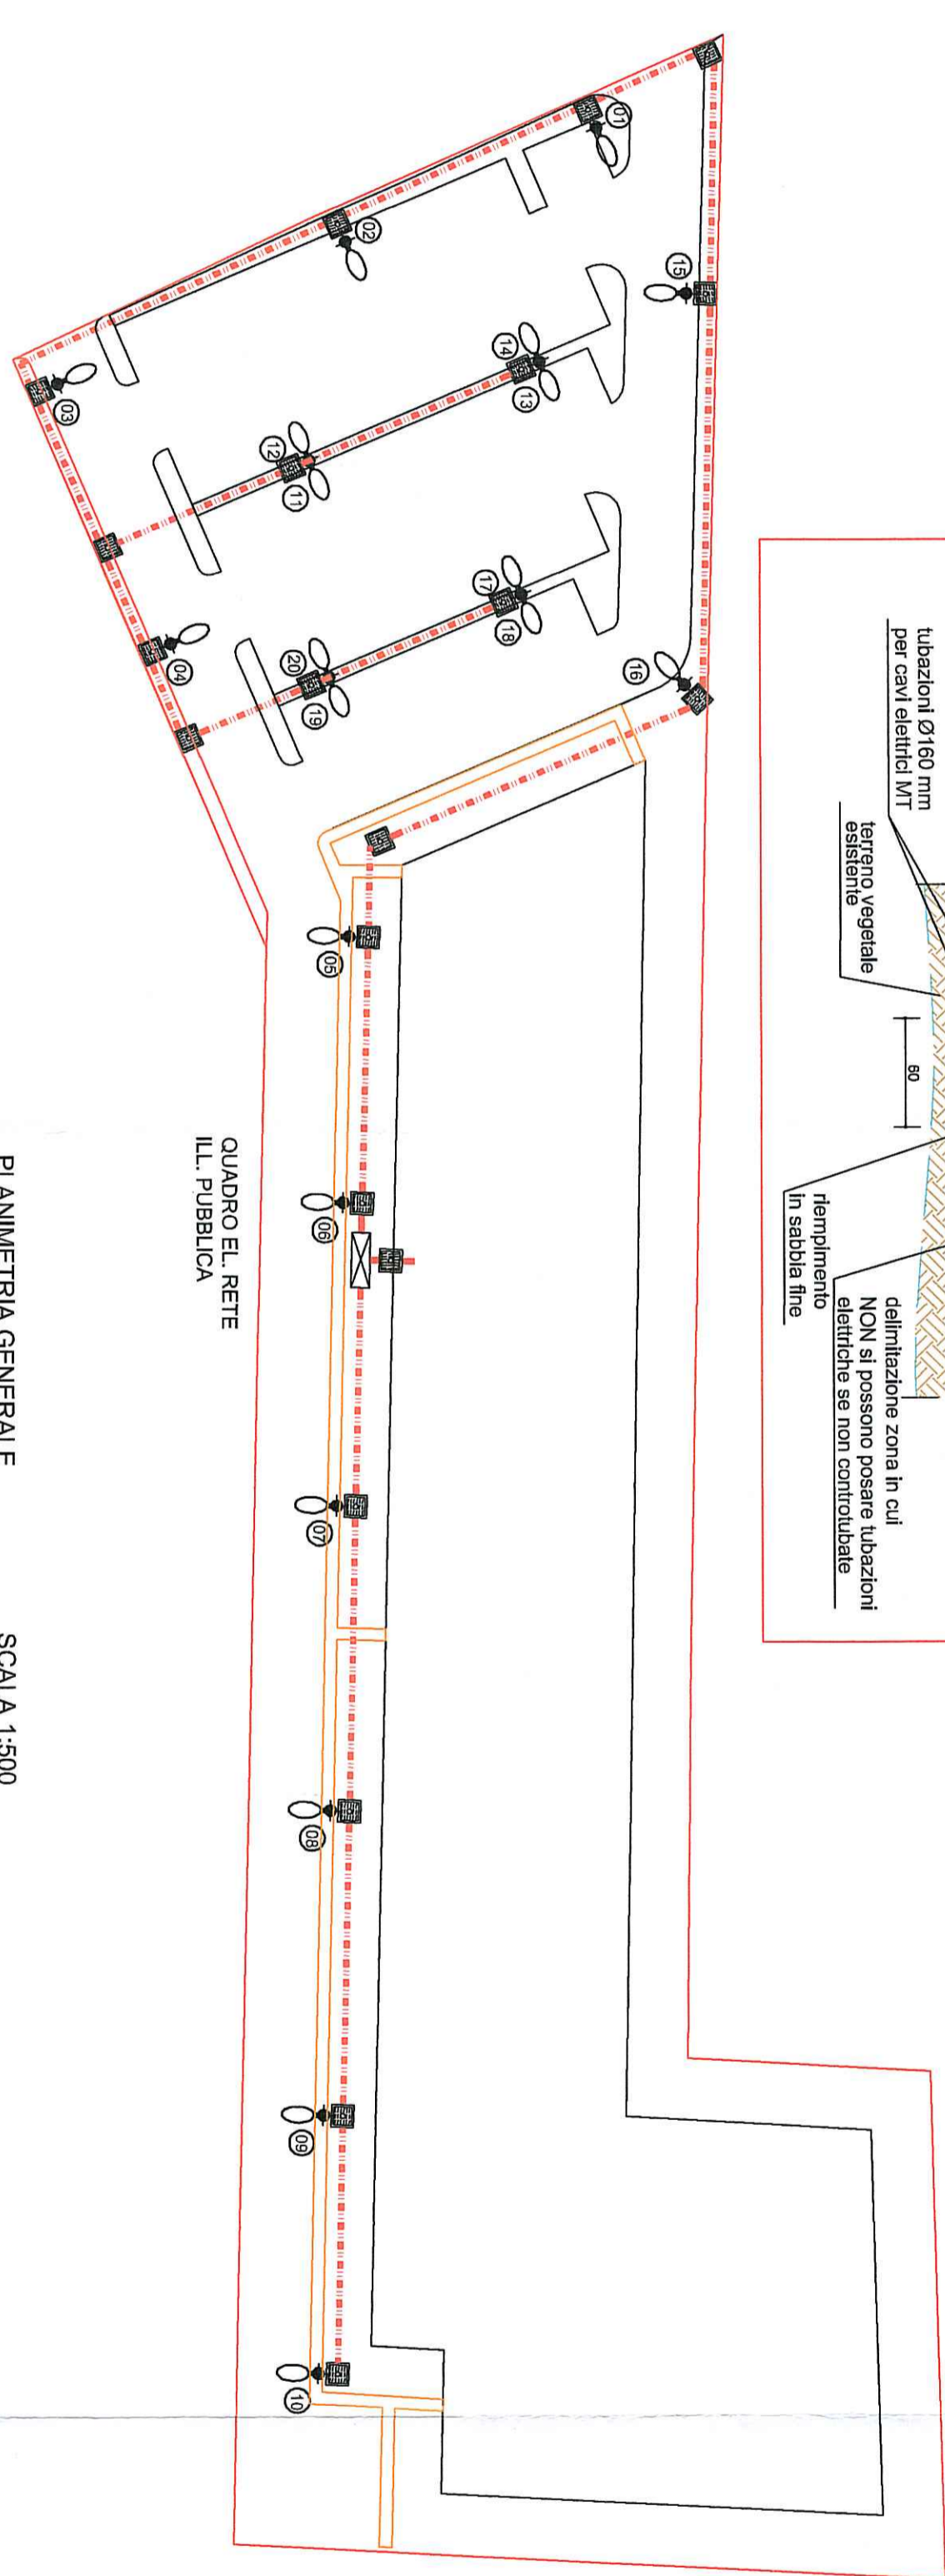 tubazioni Ø160 mm
per cavi elettrici MT
terreno vegetale
esistente
60
riempimento
in sabbia fine
delimitazione zona in cui
NON si possono posare tubazioni
elettriche se non controtubate
01
02
15
14
13
03
12
11
17
18
16
04
20
19
05
06
QUADRO EL. RETE
ILL. PUBBLICA
07
08
09
10
PLANIMETRIA GENERALE
SCALA 1:500